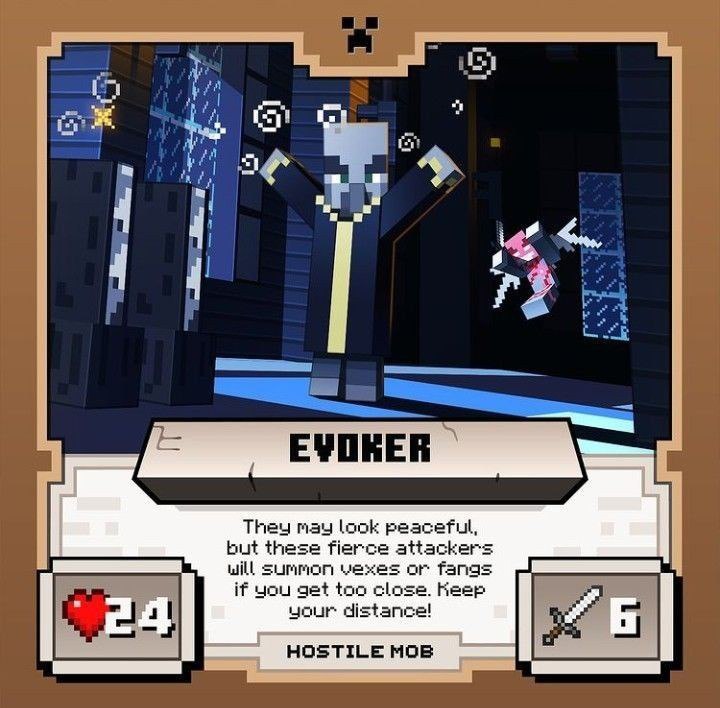 EVOKER
They may look peaceful,
but these fierce attackers
will summon vexes or fangs
if you get too close. Keep
your distance!
24
6
HOSTILE MOB